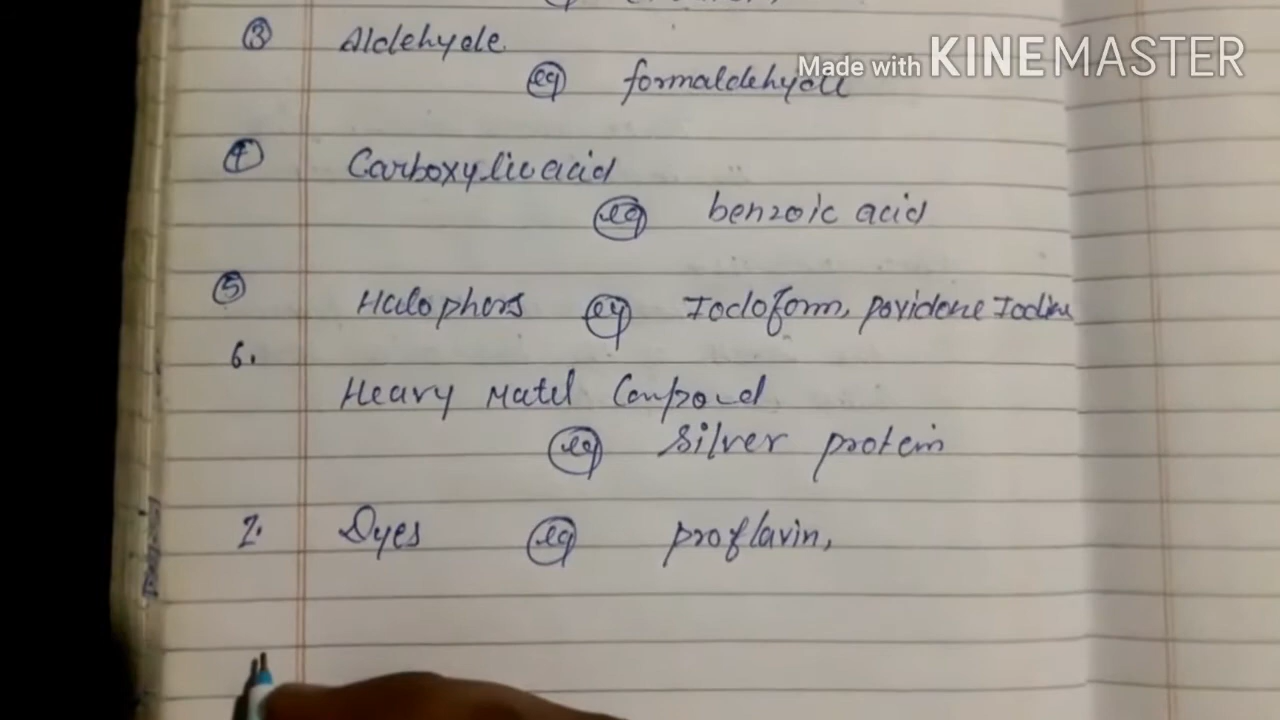 ③ Aldehyde
Made with KINEMASTER
eg formaldehyde
④ Carboxylic acid
eg benzoic acid
⑤ Halophors eg Iodoform, povidone Iodine
6.
Heavy Matel Compound
eg silver protein
7. Dyes eg proflavin,